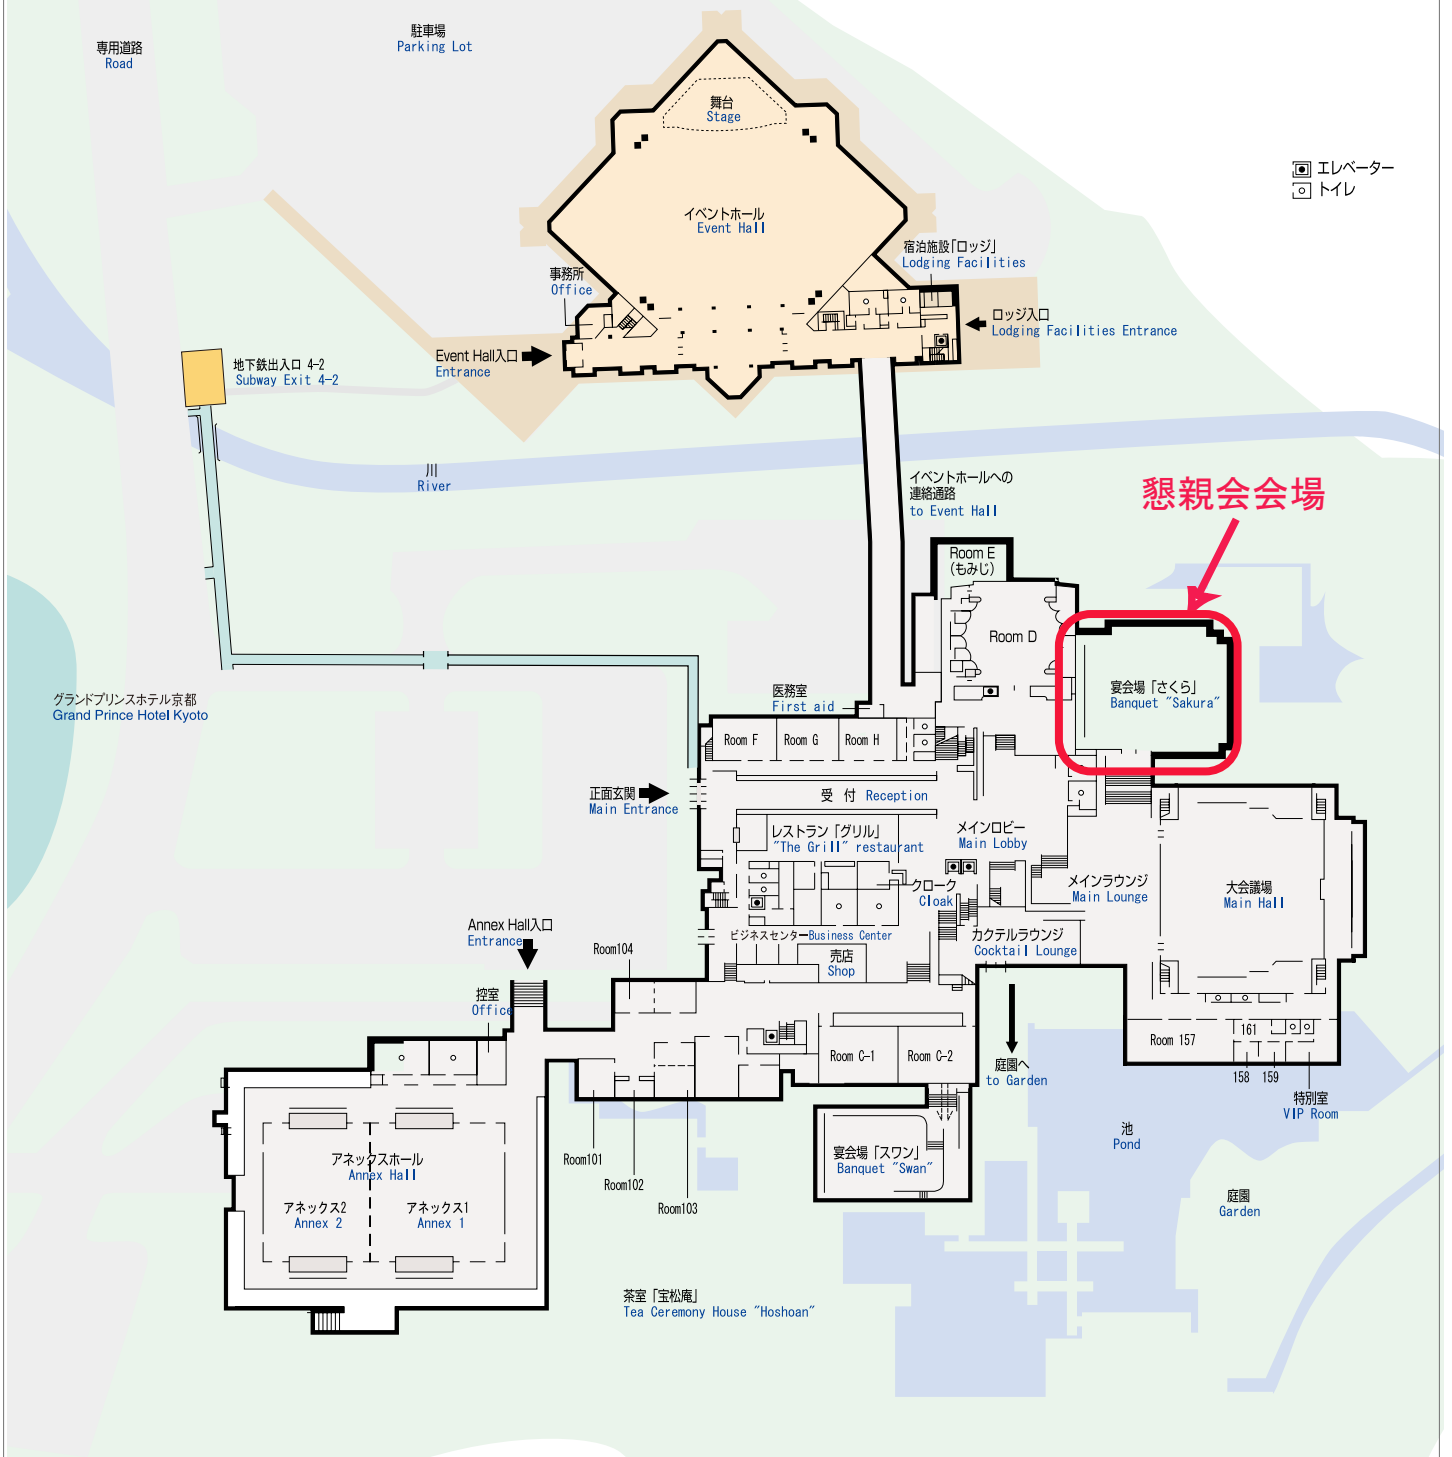 専用道路
Road
駐車場
Parking Lot
舞台
Stage
エレベーター
トイレ
イベントホール
Event Hall
宿泊施設「ロッジ」
Lodging Facilities
事務所
Office
ロッジ入口
Lodging Facilities Entrance
Event Hall入口
Entrance
地下鉄出入口 4-2
Subway Exit 4-2
川
River
イベントホールへの
連絡通路
to Event Hall
懇親会会場
Room E
(もみじ)
Room D
宴会場「さくら」
Banquet "Sakura"
グランドプリンスホテル京都
Grand Prince Hotel Kyoto
医務室
First aid
Room F
Room G
Room H
正面玄関
Main Entrance
受 付 Reception
レストラン「グリル」
"The Grill" restaurant
メインロビー
Main Lobby
クローク
Cloak
メインラウンジ
Main Lounge
大会議場
Main Hall
Annex Hall入口
Entrance
Room104
ビジネスセンターBusiness Center
カクテルラウンジ
Cocktail Lounge
売店
Shop
控室
Office
Room C-1
Room C-2
庭園へ
to Garden
Room 157
161
158
159
特別室
VIP Room
池
Pond
宴会場「スワン」
Banquet "Swan"
アネックスホール
Annex Hall
アネックス2
Annex 2
アネックス1
Annex 1
Room101
Room102
Room103
庭園
Garden
茶室「宝松庵」
Tea Ceremony House "Hoshoan"